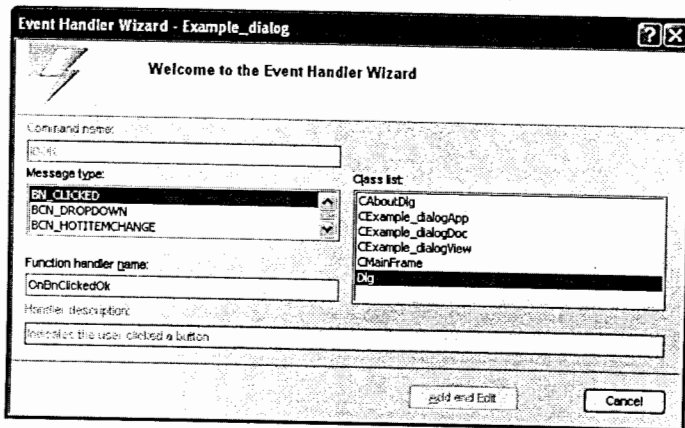 Event Handler Wizard - Example_dialog
Welcome to the Event Handler Wizard
Command name:
IDOK
Message type:
BN_CLICKED
BCN_DROPDOWN
BCN_HOTITEMCHANGE
Class list:
CAboutDlg
CExample_dialogApp
CExample_dialogDoc
CExample_dialogView
CMainFrame
Dlg
Function handler name:
OnBnClickedOk
Handler description:
Indicates the user clicked a button
Add and Edit
Cancel